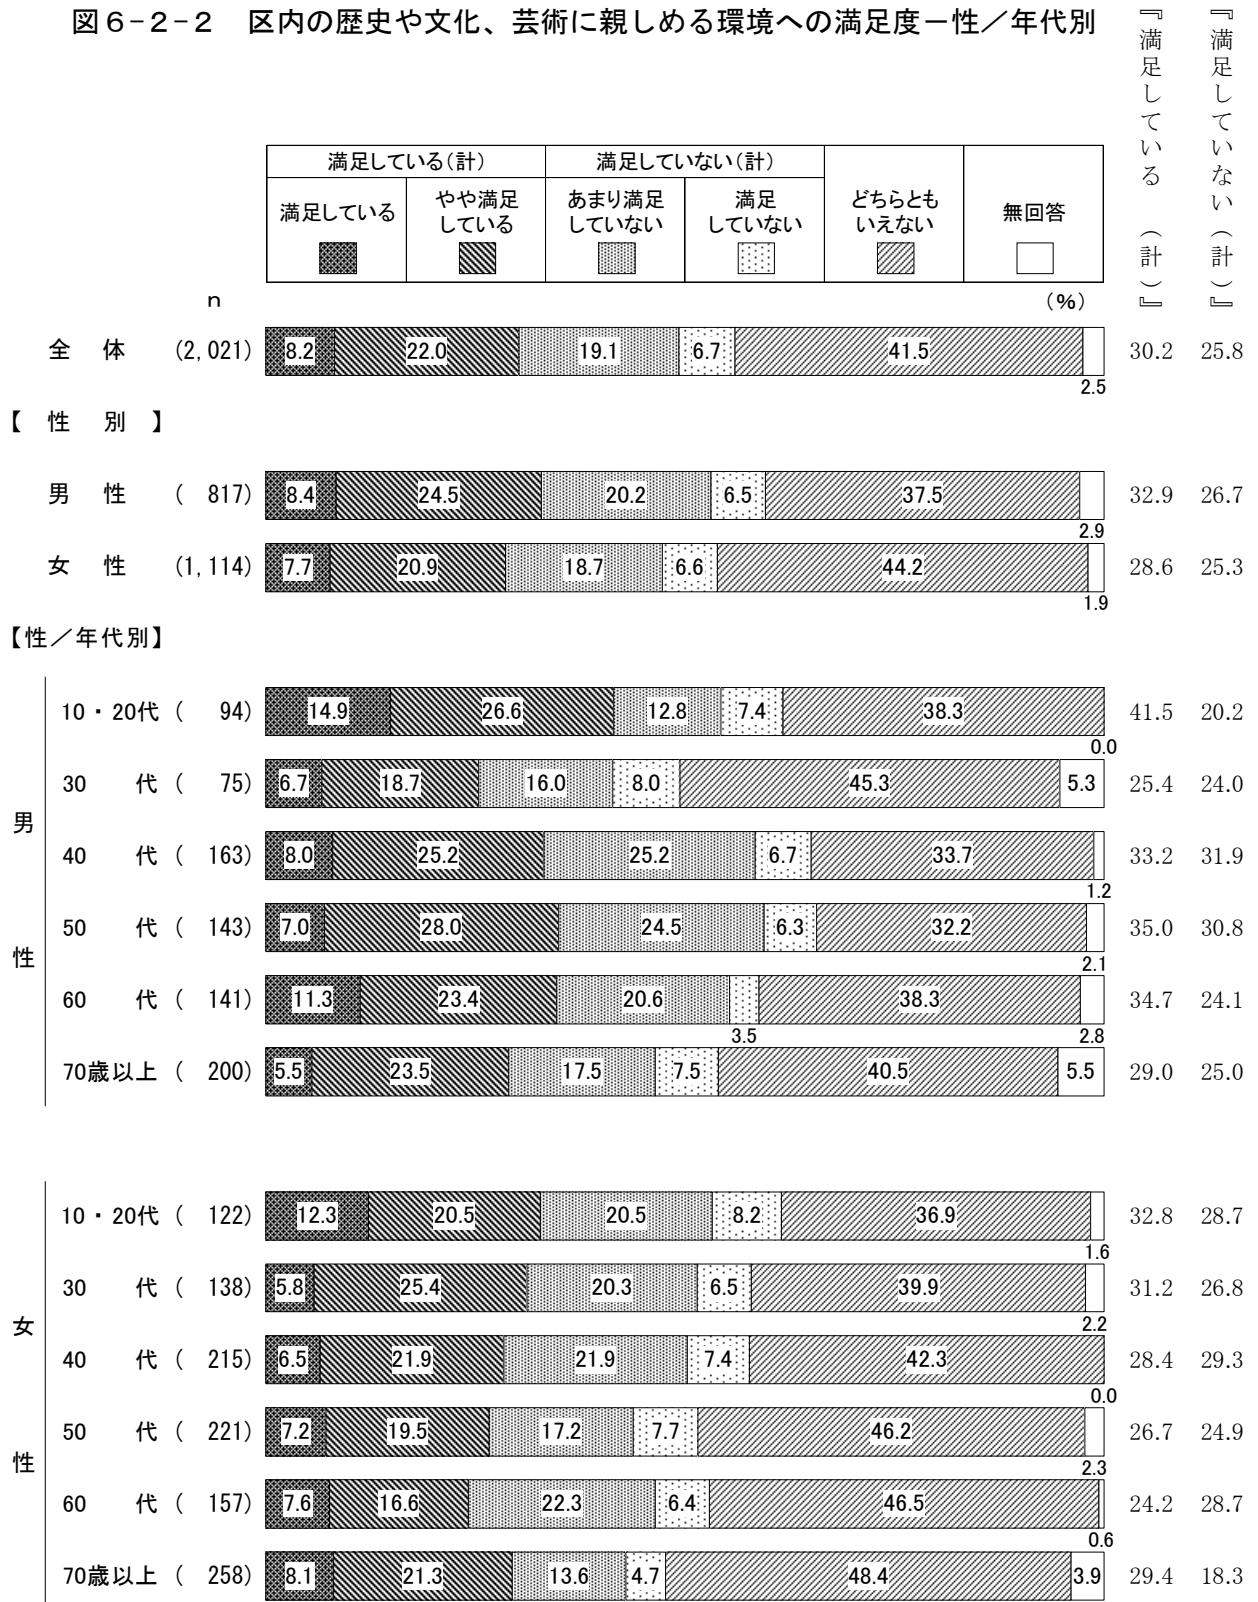 図6-2-2 区内の歴史や文化、芸術に親しめる環境への満足度－性／年代別
『満足している（計）』
『満足していない（計）』
満足している(計) 満足していない(計)
満足している やや満足している あまり満足していない 満足していない どちらともいえない 無回答
n (％)
全 体 (2,021) 8.2 22.0 19.1 6.7 41.5 2.5 30.2 25.8
【 性 別 】
男 性 ( 817) 8.4 24.5 20.2 6.5 37.5 2.9 32.9 26.7
女 性 (1,114) 7.7 20.9 18.7 6.6 44.2 1.9 28.6 25.3
【性／年代別】
男性
10・20代 ( 94) 14.9 26.6 12.8 7.4 38.3 0.0 41.5 20.2
30 代 ( 75) 6.7 18.7 16.0 8.0 45.3 5.3 25.4 24.0
40 代 ( 163) 8.0 25.2 25.2 6.7 33.7 1.2 33.2 31.9
50 代 ( 143) 7.0 28.0 24.5 6.3 32.2 2.1 35.0 30.8
60 代 ( 141) 11.3 23.4 20.6 3.5 38.3 2.8 34.7 24.1
70歳以上 ( 200) 5.5 23.5 17.5 7.5 40.5 5.5 29.0 25.0
女性
10・20代 ( 122) 12.3 20.5 20.5 8.2 36.9 1.6 32.8 28.7
30 代 ( 138) 5.8 25.4 20.3 6.5 39.9 2.2 31.2 26.8
40 代 ( 215) 6.5 21.9 21.9 7.4 42.3 0.0 28.4 29.3
50 代 ( 221) 7.2 19.5 17.2 7.7 46.2 2.3 26.7 24.9
60 代 ( 157) 7.6 16.6 22.3 6.4 46.5 0.6 24.2 28.7
70歳以上 ( 258) 8.1 21.3 13.6 4.7 48.4 3.9 29.4 18.3